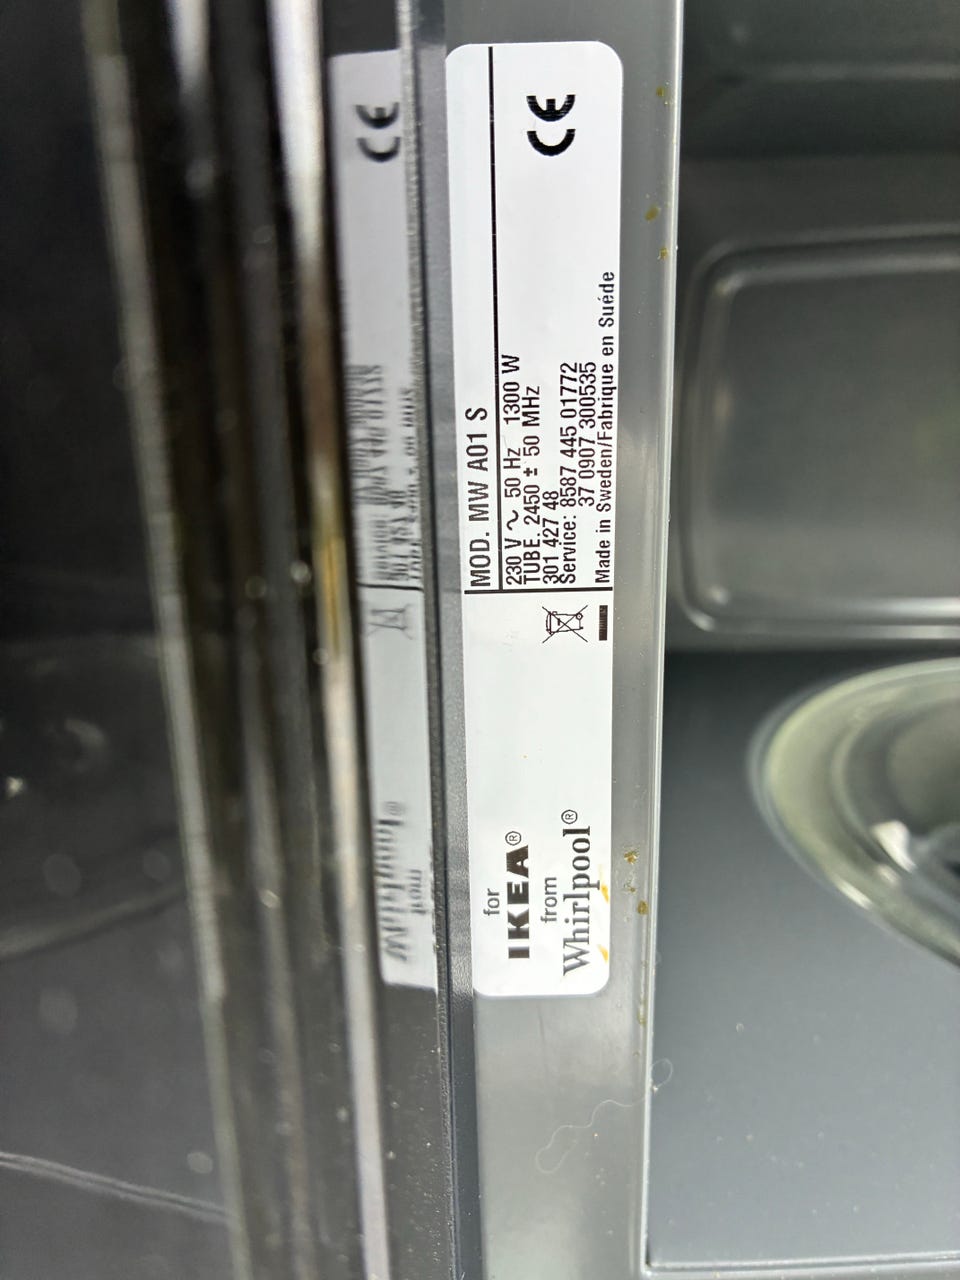 for
IKEA®
from
Whirlpool®
MOD. MW A01 S
230 V ~ 50 Hz 1300 W
TUBE. 2450 ± 50 MHz
301 427 48
Service: 8587 445 01772
37 0907 300535
Made in Sweden/Fabrique en Suéde
CE